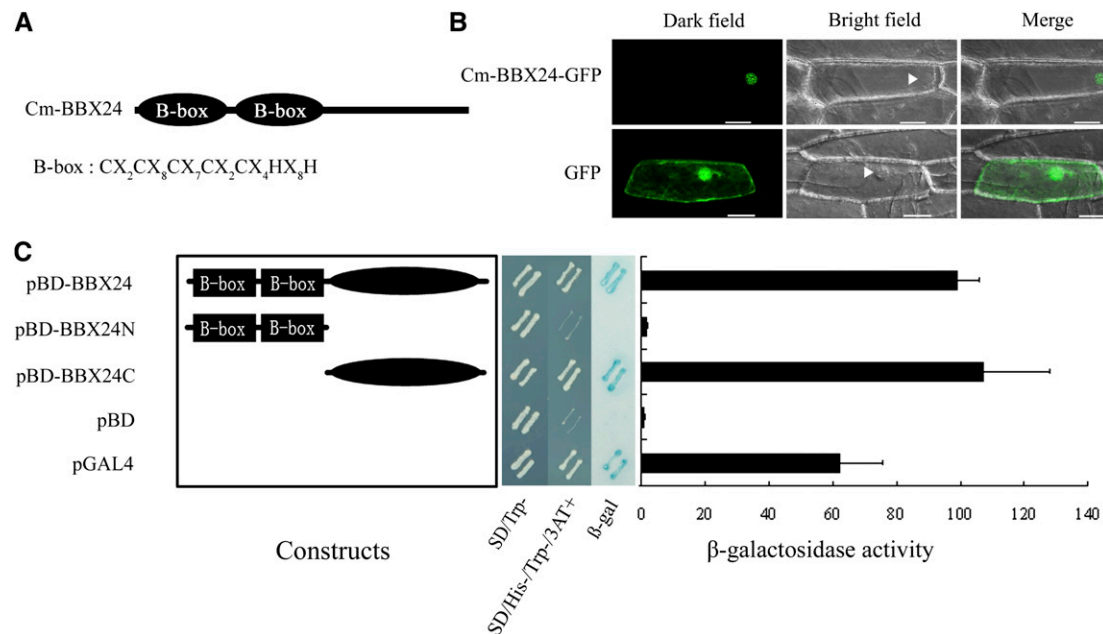 A
Cm-BBX24
B-box
B-box
B-box : CX2CX8CX7CX2CX4HX8H
B
Dark field
Bright field
Merge
Cm-BBX24-GFP
GFP
C
pBD-BBX24
B-box
B-box
pBD-BBX24N
B-box
B-box
pBD-BBX24C
pBD
pGAL4
Constructs
SD/Trp-
SD/His-/Trp-/3AT+
ß-gal
0
20
40
60
80
100
120
140
β-galactosidase activity